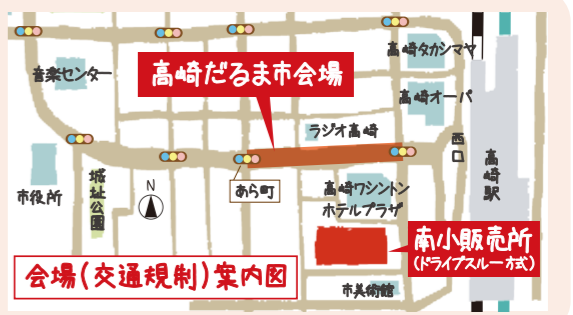 高崎タカシマヤ
音楽センター
高崎だるま市会場
高崎オーパ
ラジオ高崎
西口
高崎駅
あら町
市役所
城址公園
N
高崎ワシントン
ホテルプラザ
南小販売所
(ドライブスルー方式)
会場(交通規制)案内図
市美術館